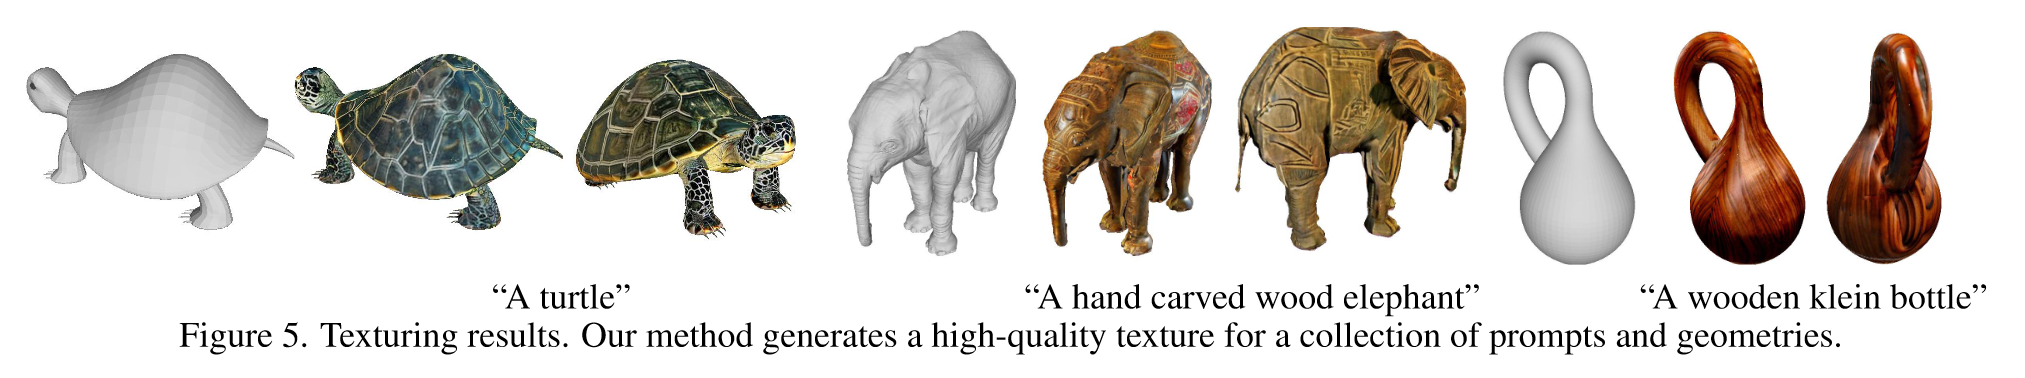 “A turtle”
“A hand carved wood elephant”
“A wooden klein bottle”
Figure 5. Texturing results. Our method generates a high-quality texture for a collection of prompts and geometries.